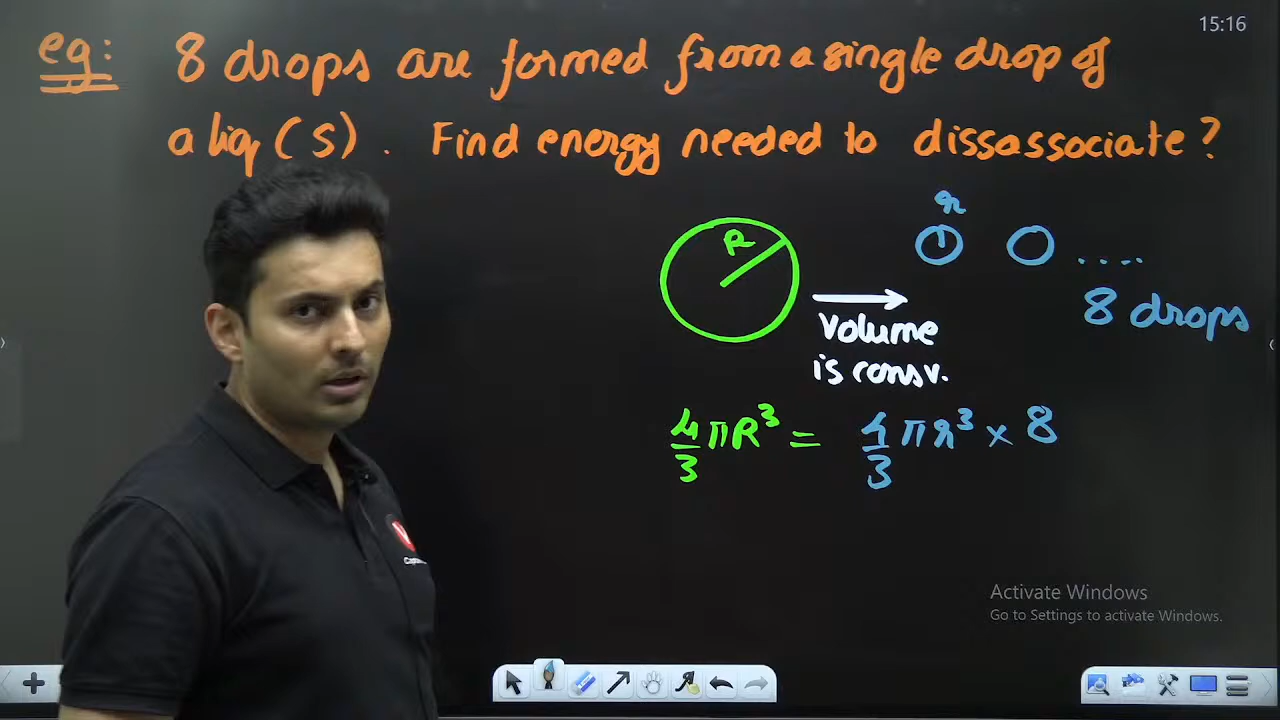 15:16
eg: 8 drops are formed from a single drop of
a liq (S). Find energy needed to dissassociate?
R
r
....
8 drops
Volume
is consv.
4/3 πR³ = 4/3 πr³ × 8
Activate Windows
Go to Settings to activate Windows.